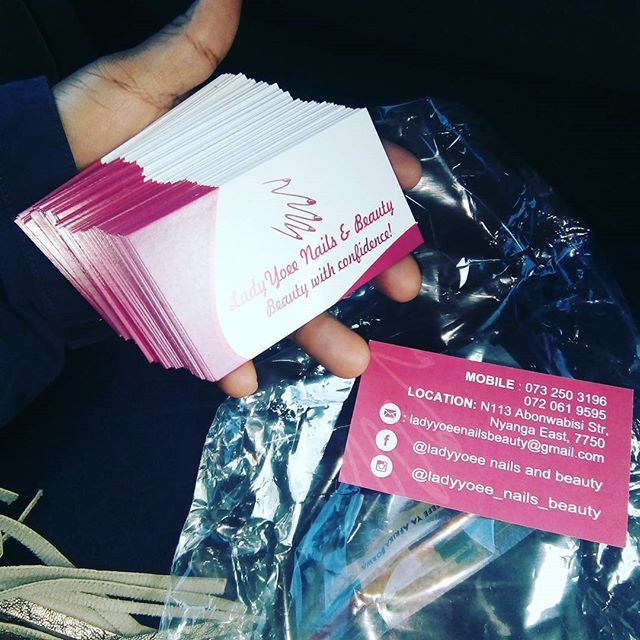 LadyYoee Nails & Beauty
Beauty with confidence!
MOBILE : 073 250 3196
072 061 9595
LOCATION: N113 Abonwabisi Str,
Nyanga East, 7750
: ladyyoeenailsbeauty@gmail.com
@ladyyoee nails and beauty
@ladyyoee_nails_beauty